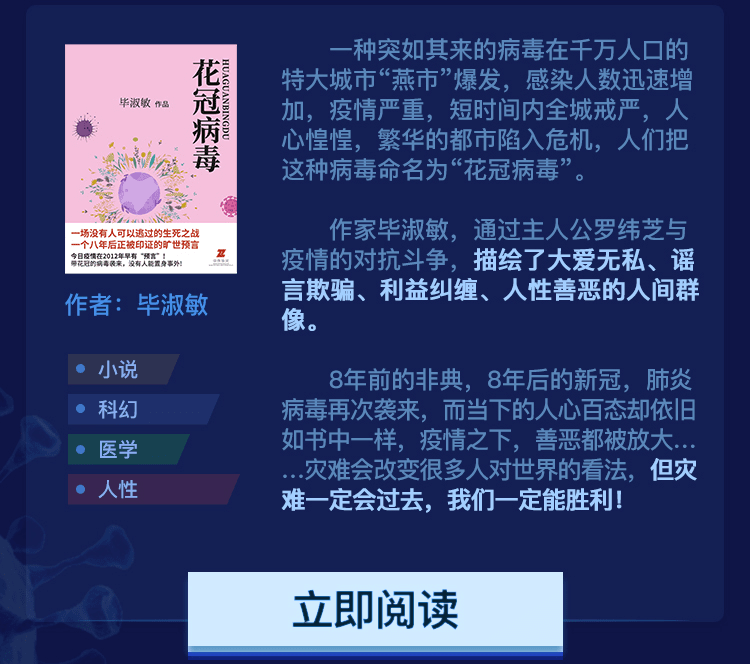 花冠病毒
HUAGUANBINGDU
毕淑敏 作品
一场没有人可以逃过的生死之战
一个八年后正被印证的旷世预言
今日疫情在2012年早有“预言”！
带花冠的病毒袭来，没有人能置身事外！
作者：毕淑敏
小说
科幻
医学
人性
一种突如其来的病毒在千万人口的
特大城市“燕市”爆发，感染人数迅速增
加，疫情严重，短时间内全城戒严，人
心惶惶，繁华的都市陷入危机，人们把
这种病毒命名为“花冠病毒”。
作家毕淑敏，通过主人公罗纬芝与
疫情的对抗斗争，描绘了大爱无私、谣
言欺骗、利益纠缠、人性善恶的人间群
像。
8年前的非典，8年后的新冠，肺炎
病毒再次袭来，而当下的人心百态却依旧
如书中一样，疫情之下，善恶都被放大…
…灾难会改变很多人对世界的看法，但灾
难一定会过去，我们一定能胜利！
立即阅读